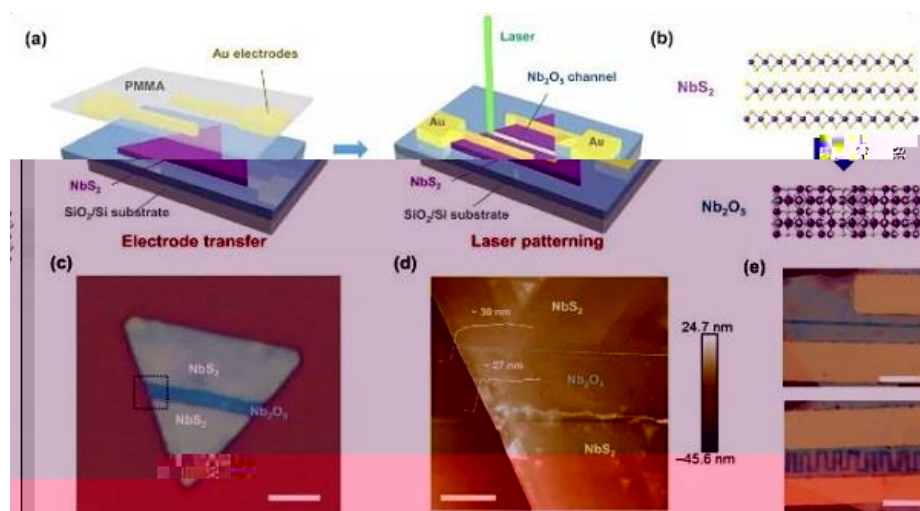 (a)
Au electrodes
PMMA
NbS₂
SiO₂/Si substrate
Electrode transfer
Laser
Nb₂O₅ channel
Au
Au
NbS₂
SiO₂/Si substrate
Laser patterning
(b)
NbS₂
Nb₂O₅
(c)
NbS₂
NbS₂
Nb₂O₅
(d)
NbS₂
~ 30 nm
~ 27 nm
Nb₂O₅
NbS₂
24.7 nm
−45.6 nm
(e)